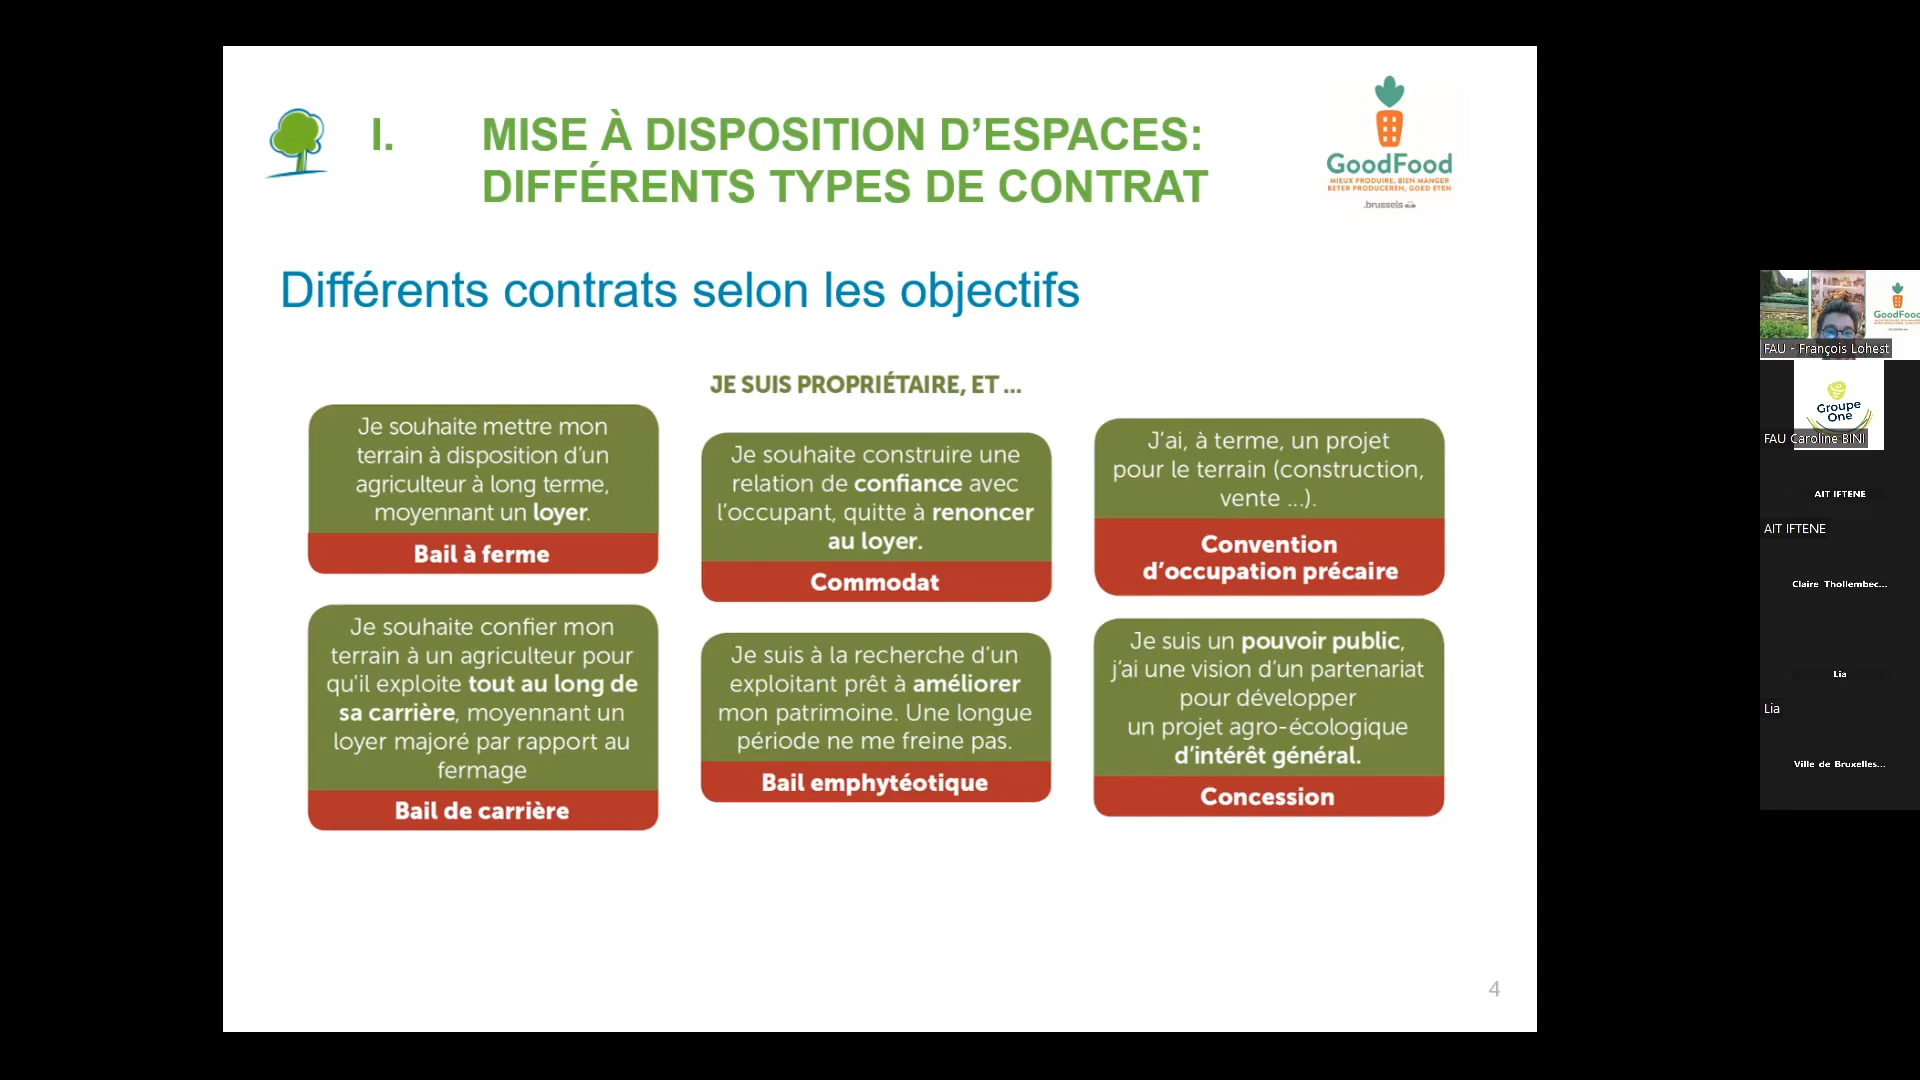 I. MISE À DISPOSITION D’ESPACES:
DIFFÉRENTS TYPES DE CONTRAT
GoodFood
MIEUX PRODUIRE, BIEN MANGER
BETER PRODUCEREN, GOED ETEN
.brussels
Différents contrats selon les objectifs
JE SUIS PROPRIÉTAIRE, ET ...
Je souhaite mettre mon
terrain à disposition d’un
agriculteur à long terme,
moyennant un loyer.
Bail à ferme
Je souhaite construire une
relation de confiance avec
l’occupant, quitte à renoncer
au loyer.
Commodat
J’ai, à terme, un projet
pour le terrain (construction,
vente ...).
Convention
d’occupation précaire
Je souhaite confier mon
terrain à un agriculteur pour
qu'il exploite tout au long de
sa carrière, moyennant un
loyer majoré par rapport au
fermage
Bail de carrière
Je suis à la recherche d’un
exploitant prêt à améliorer
mon patrimoine. Une longue
période ne me freine pas.
Bail emphytéotique
Je suis un pouvoir public,
j’ai une vision d’un partenariat
pour développer
un projet agro-écologique
d’intérêt général.
Concession
4
GoodFood
FAU - François Lohest
Groupe
One
FAU Caroline BINI
AIT IFTENE
AIT IFTENE
Claire Thollembec...
Lia
Lia
Ville de Bruxelles...